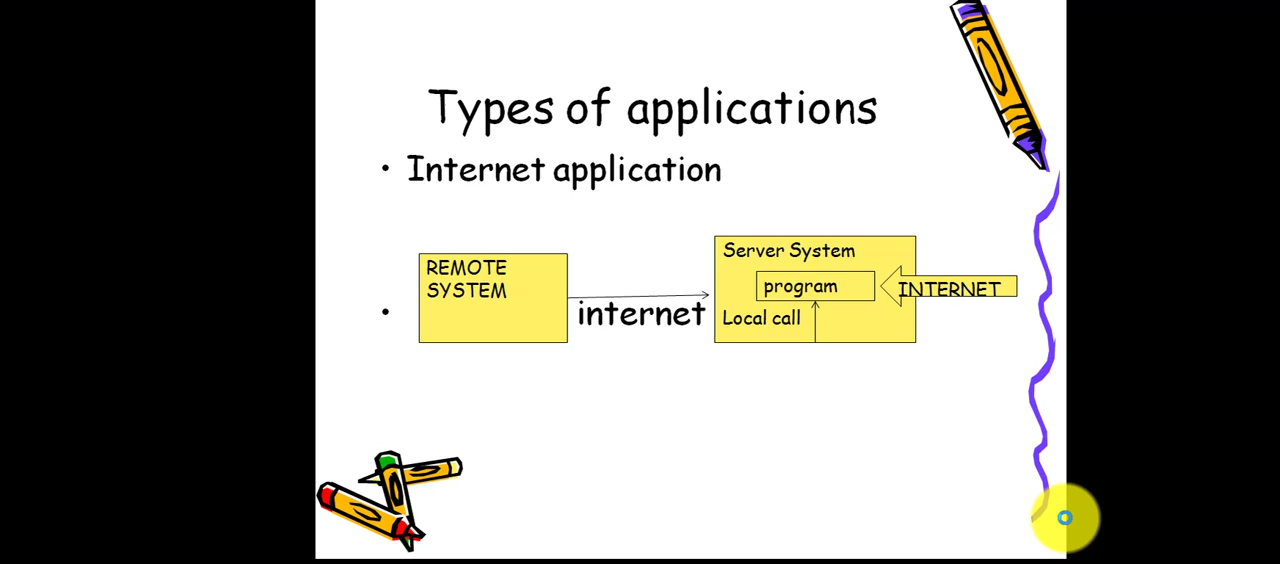 Types of applications
• Internet application
REMOTE
SYSTEM
• internet
Server System
program
Local call
INTERNET